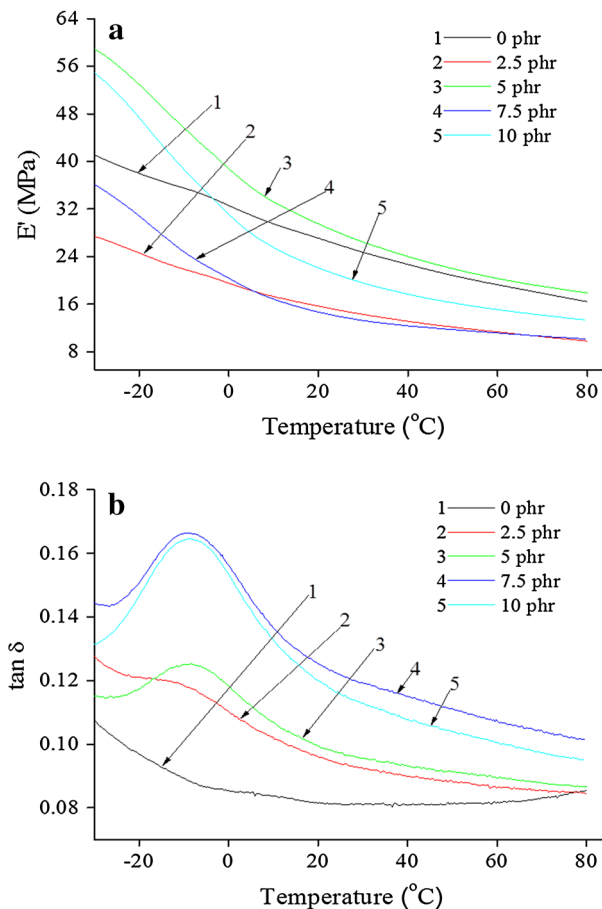 a
1 0 phr
2 2.5 phr
3 5 phr
4 7.5 phr
5 10 phr
56
48
40
32
24
16
8
E' (MPa)
1
2
3
4
5
-20 0 20 40 60 80
Temperature (°C)
b
1 0 phr
2 2.5 phr
3 5 phr
4 7.5 phr
5 10 phr
0.18
0.16
0.14
0.12
0.10
0.08
tan δ
1
2
3
4
5
-20 0 20 40 60 80
Temperature (°C)